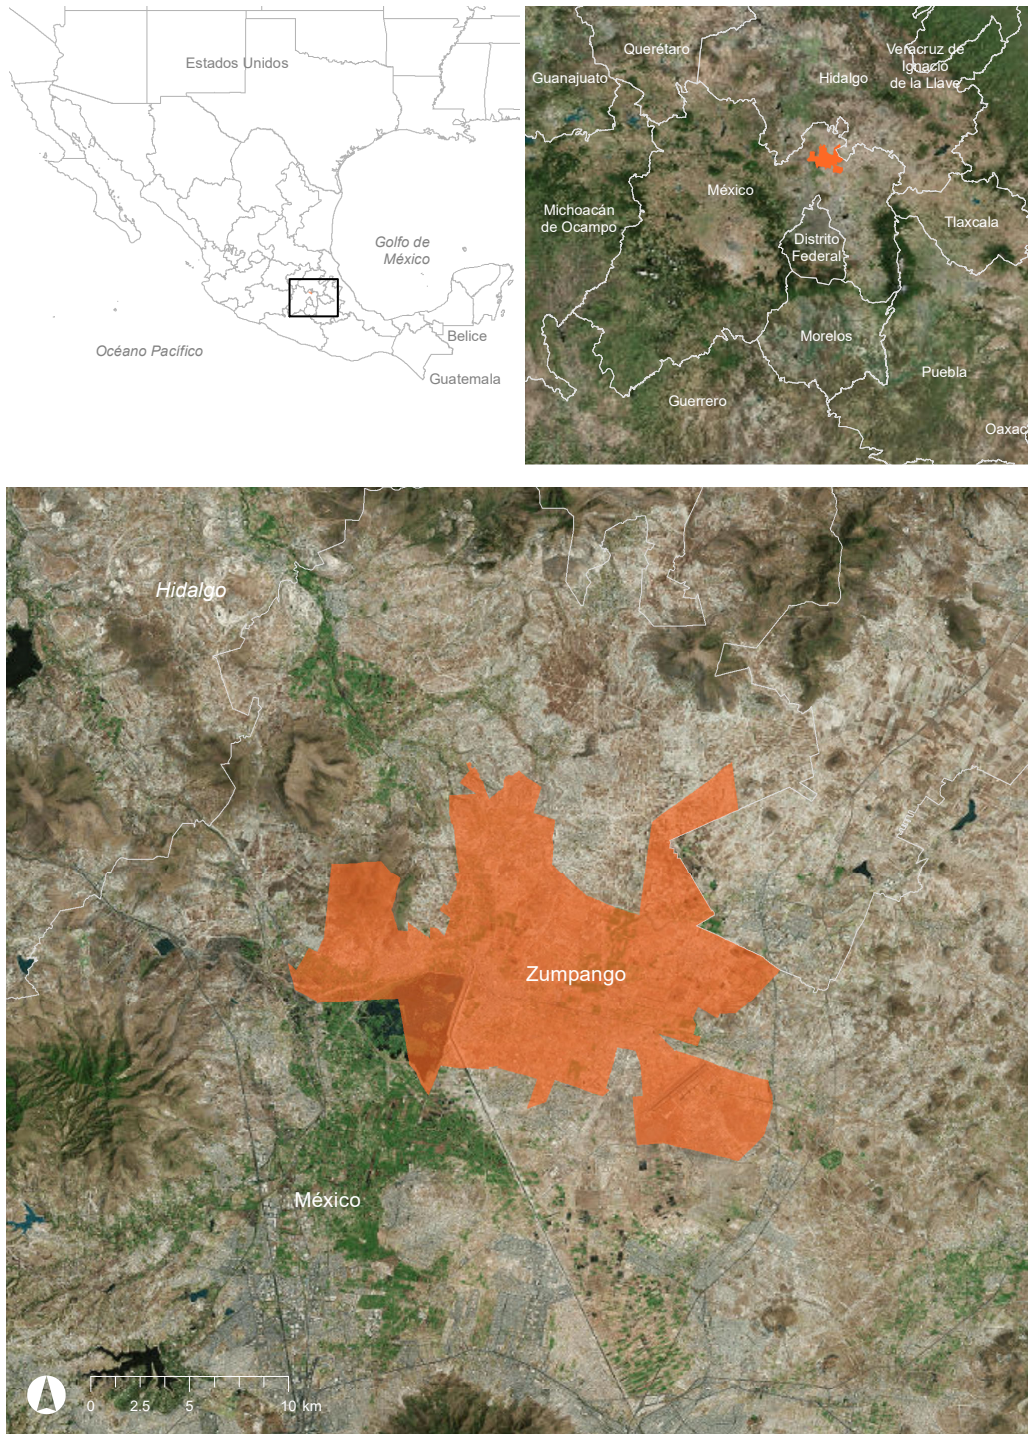 Estados Unidos
Golfo de
México
Océano Pacífico
Belice
Guatemala
Querétaro
Guanajuato
Hidalgo
Veracruz de
Ignacio
de la Llave
México
Michoacán
de Ocampo
Distrito
Federal
Tlaxcala
Morelos
Puebla
Guerrero
Oaxac
Hidalgo
Zumpango
México
0 2.5 5 10 km